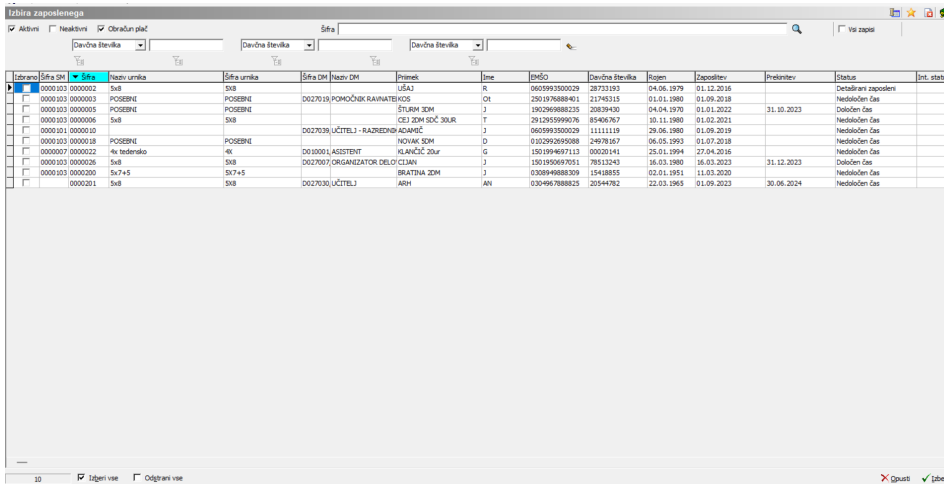 Izbira zaposlenega
Aktivni Neaktivni Obračun plač Šifra Vsi zapisi
Davčna številka Davčna številka Davčna številka
Izbrano Šifra SM Šifra Naziv urnika Šifra urnika Šifra DM Naziv DM Priimek Ime EMŠO Davčna številka Rojen Zaposlitev Prekinitev Status Int. statu
0000103 0000002 5x8 5X8 UŠAJ R 0605993500029 28733193 04.06.1979 01.12.2016 Detaširani zaposleni
0000103 0000003 POSEBNI POSEBNI D027019 POMOČNIK RAVNATE KOS Ot 2501976888401 21745315 01.01.1980 01.09.2018 Nedoločen čas
0000103 0000005 POSEBNI POSEBNI ŠTURM 3DM J 1902969888235 20839430 04.04.1970 01.01.2022 31.10.2023 Določen čas
0000103 0000006 5x8 5X8 CEJ 2DM SDČ 30UR T 2912955999076 85406767 10.11.1980 01.02.2021 Nedoločen čas
0000101 0000010 D027039 UČITELJ - RAZREDNI ADAMIČ J 0605993500029 11111119 29.06.1980 01.09.2019 Nedoločen čas
0000103 0000018 POSEBNI POSEBNI NOVAK 5DM D 0102992695088 24978167 06.05.1993 01.07.2018 Nedoločen čas
0000007 0000022 4x tedensko 4X D010001 ASISTENT KLANČIČ 20ur G 1501994697113 00020141 25.01.1994 27.04.2016 Nedoločen čas
0000103 0000026 5x8 5X8 D027007 ORGANIZATOR DELO CIJAN J 1501950697051 78513243 16.03.1980 16.03.2023 31.12.2023 Določen čas
0000103 0000200 5x7+5 5X7+5 BRATINA 2DM J 0308949888309 15418855 02.01.1951 11.03.2020 Nedoločen čas
0000201 5x8 5X8 D027030 UČITELJ ARH AN 0304967888825 20544782 22.03.1965 01.09.2023 30.06.2024 Nedoločen čas
10 Izberi vse Odstrani vse Opusti Izbe